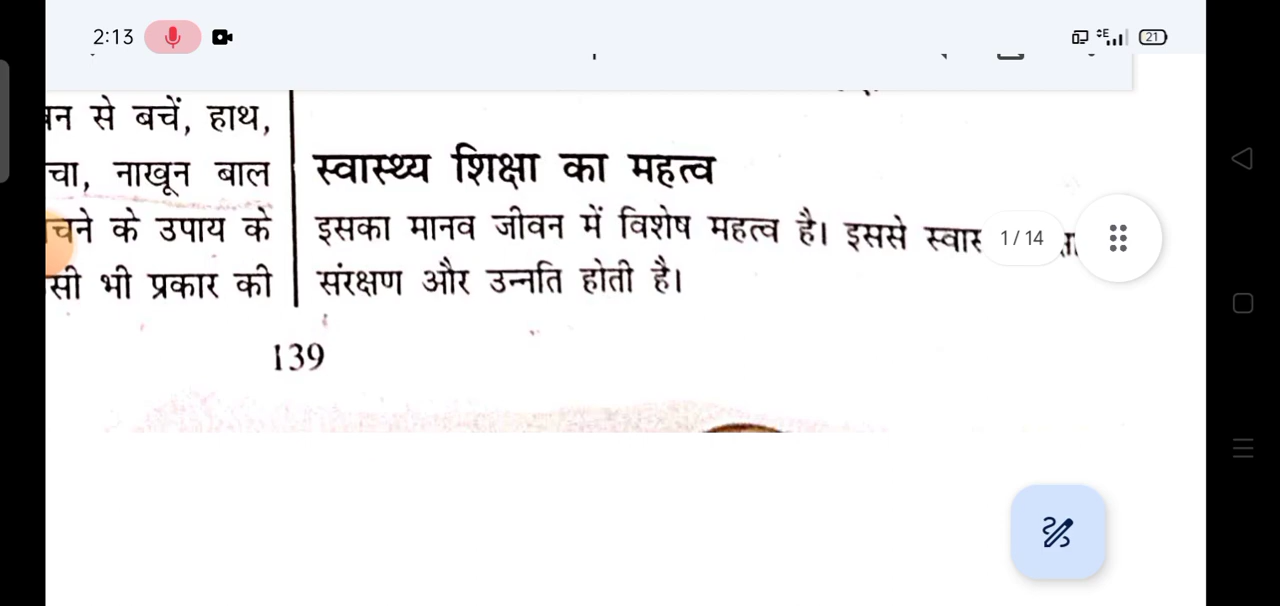 2:13
21
से बचें, हाथ,
नाखून बाल
के उपाय के
भी प्रकार की
स्वास्थ्य शिक्षा का महत्व
इसका मानव जीवन में विशेष महत्व है। इससे
संरक्षण और उन्नति होती है।
1/14
139